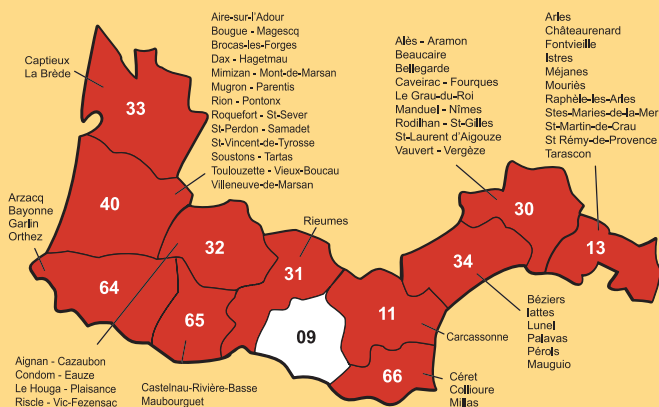 Captieux
La Brède
Aire-sur-l'Adour
Bougue - Magescq
Brocas-les-Forges
Dax - Hagetmau
Mimizan - Mont-de-Marsan
Mugron - Parentis
Rion - Pontonx
Roquefort - St-Sever
St-Perdon - Samadet
St-Vincent-de-Tyrosse
Soustons - Tartas
Toulouzette - Vieux-Boucau
Villeneuve-de-Marsan
Alès - Aramon
Beaucaire
Bellegarde
Caveirac - Fourques
Le Grau-du-Roi
Manduel - Nîmes
Rodilhan - St-Gilles
St-Laurent d'Aigouze
Vauvert - Vergèze
Arles
Châteaurenard
Fontvieille
Istres
Méjanes
Mouriès
Raphèle-les-Arles
Stes-Maries-de-la-Mer
St-Martin-de-Crau
St Rémy-de-Provence
Tarascon
33
40
32
31
64
65
09
11
66
34
30
13
Arzacq
Bayonne
Garlin
Orthez
Rieumes
Aignan - Cazaubon
Condom - Eauze
Le Houga - Plaisance
Riscle - Vic-Fezensac
Castelnau-Rivière-Basse
Maubourguet
Carcassonne
Céret
Collioure
Millas
Béziers
lattes
Lunel
Palavas
Pérols
Mauguio